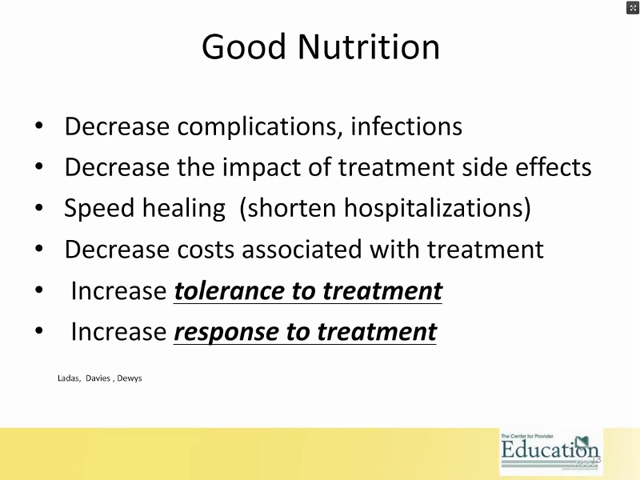 Good Nutrition
• Decrease complications, infections
• Decrease the impact of treatment side effects
• Speed healing (shorten hospitalizations)
• Decrease costs associated with treatment
• Increase tolerance to treatment
• Increase response to treatment
Ladas, Davies , Dewys
The Center for Provider
Education